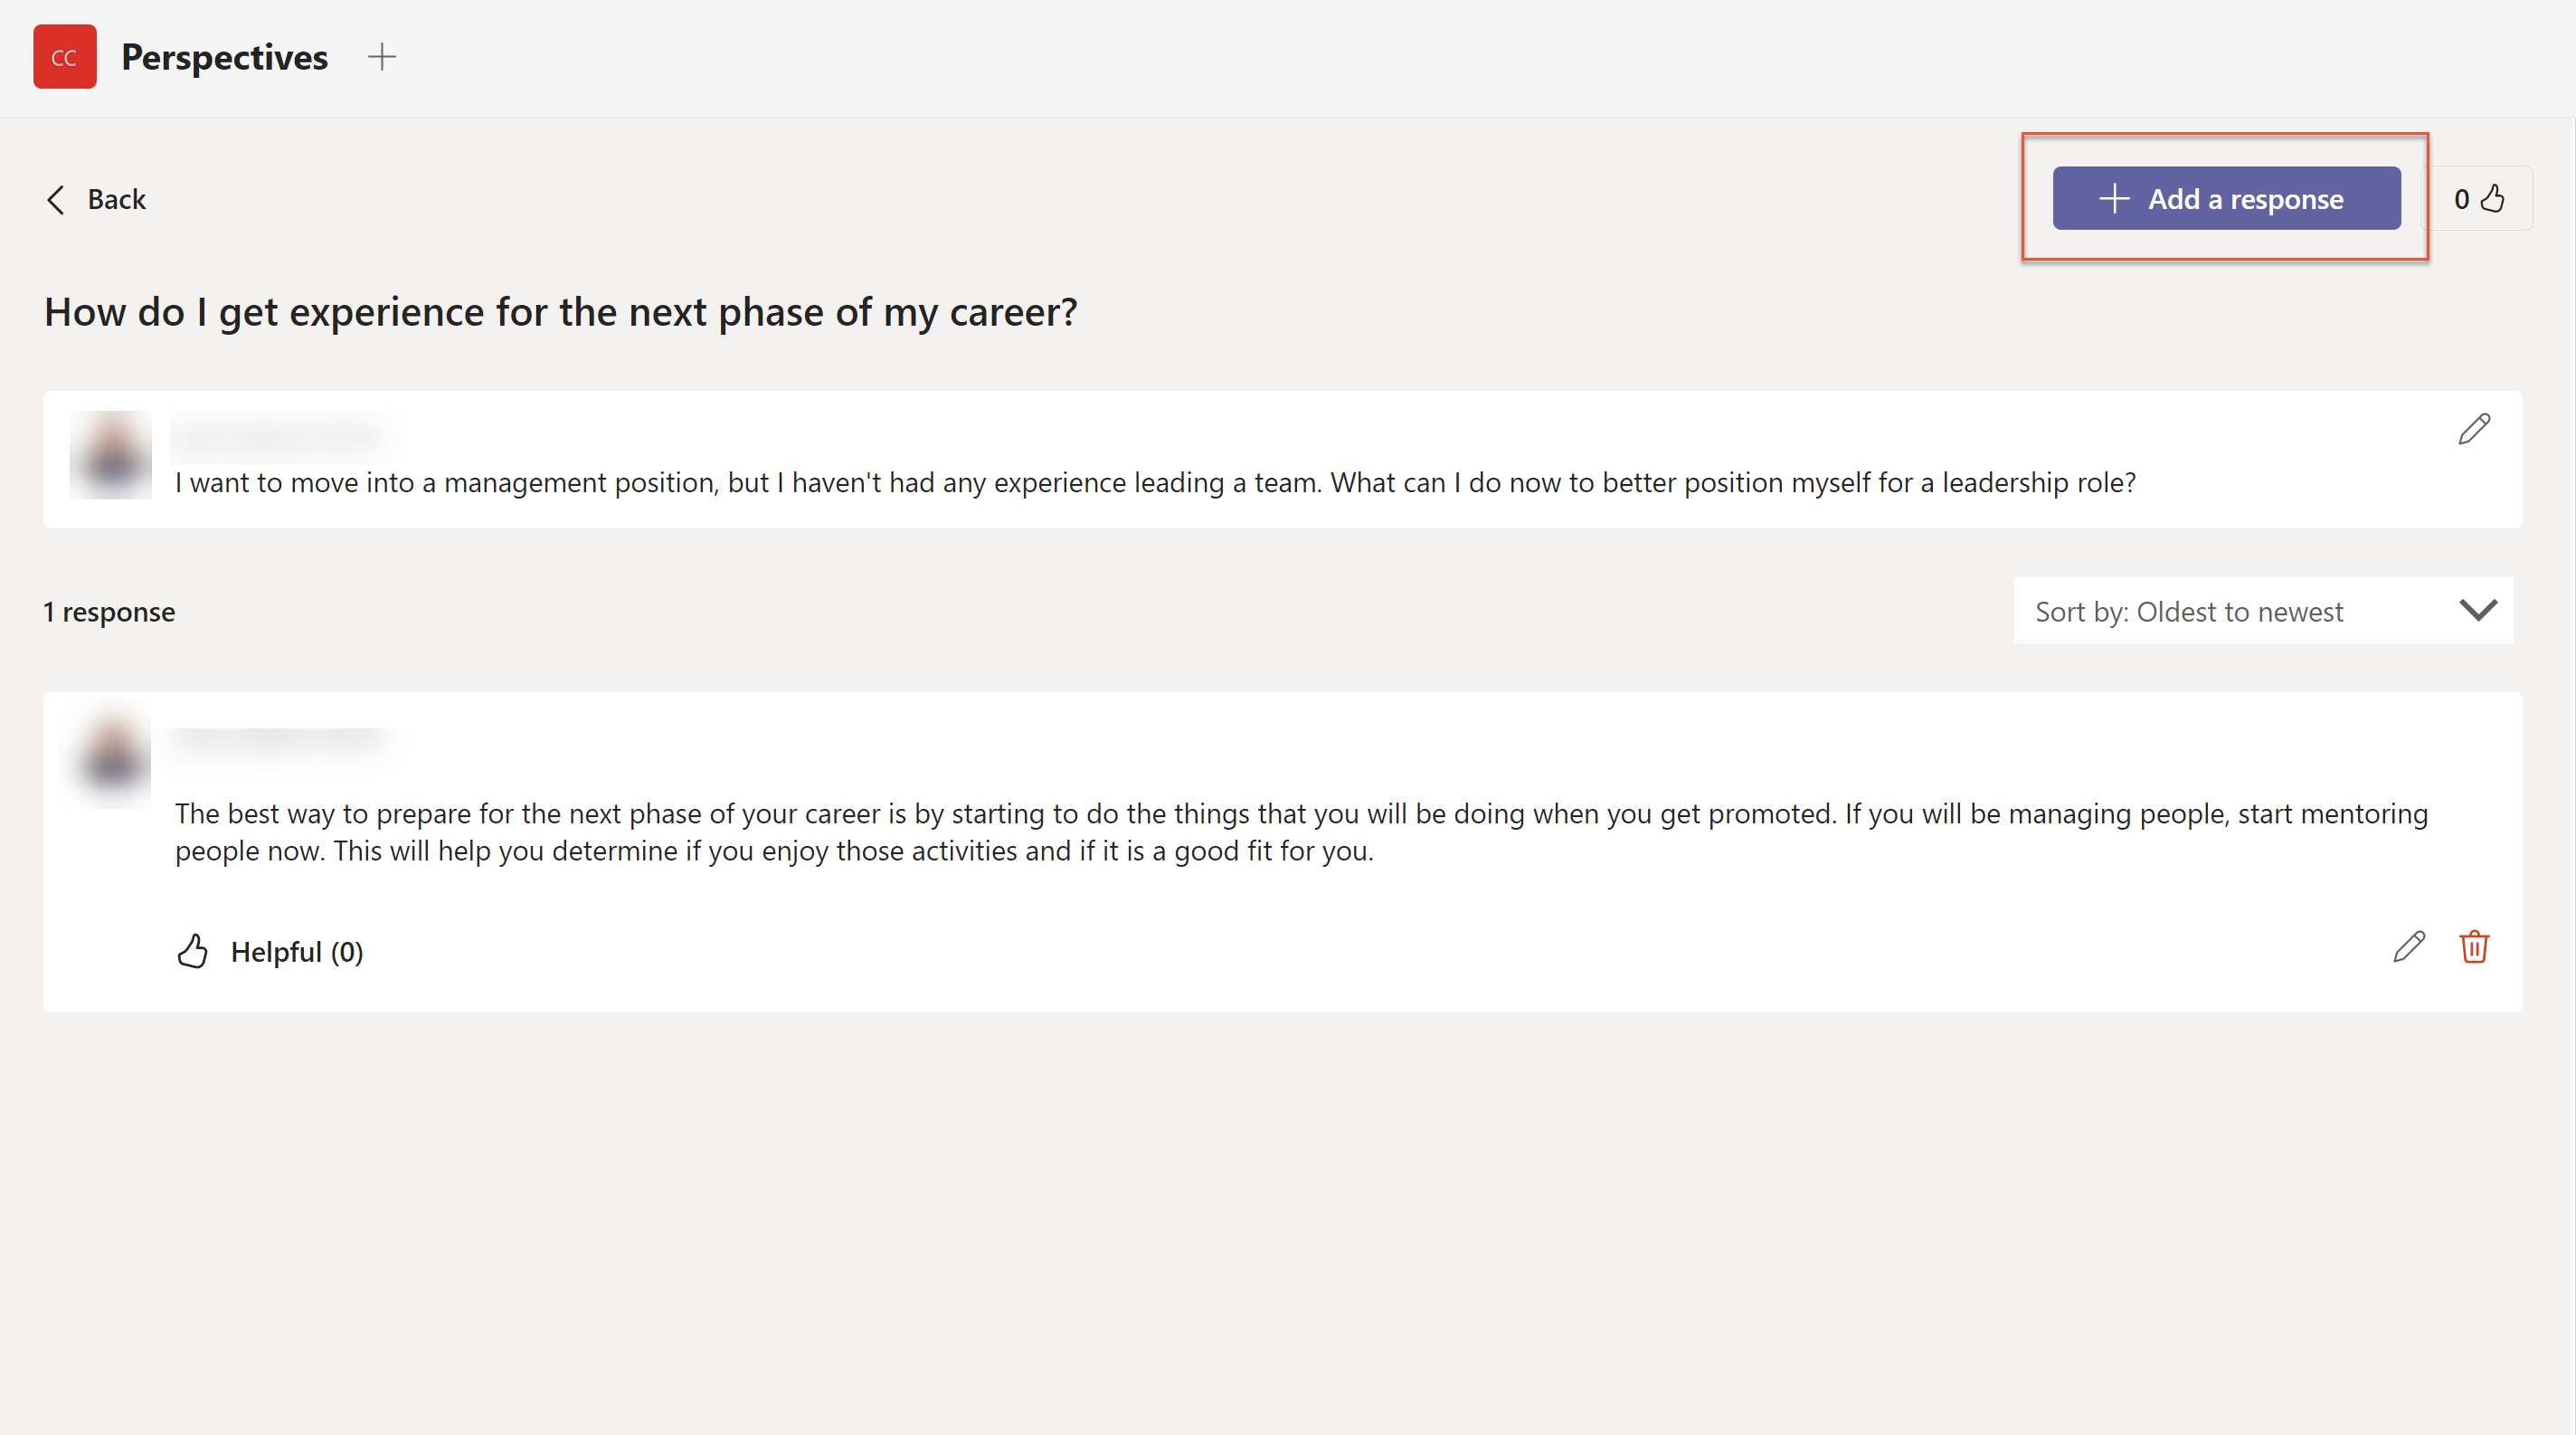 CC
Perspectives
Back
Add a response
0
How do I get experience for the next phase of my career?
I want to move into a management position, but I haven't had any experience leading a team. What can I do now to better position myself for a leadership role?
1 response
Sort by: Oldest to newest
The best way to prepare for the next phase of your career is by starting to do the things that you will be doing when you get promoted. If you will be managing people, start mentoring
people now. This will help you determine if you enjoy those activities and if it is a good fit for you.
Helpful (0)